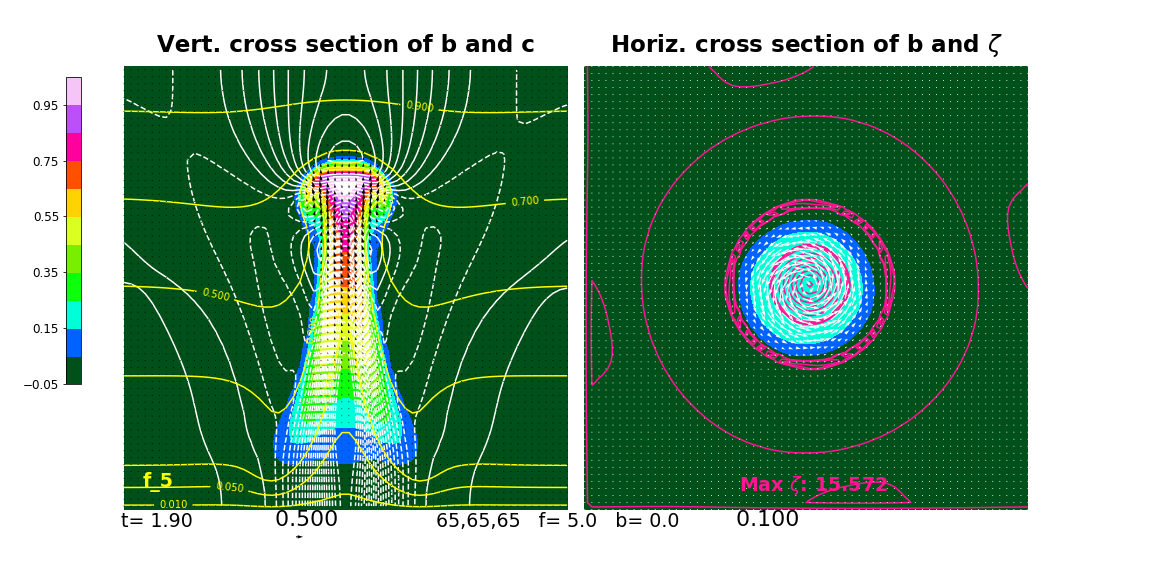 Vert. cross section of b and c
Horiz. cross section of b and ζ
0.95
0.75
0.55
0.35
0.15
−0.05
0.900
0.700
0.500
0.050
0.010
f_5
Max ζ: 15.572
t= 1.90
0.500
65,65,65
f= 5.0
b= 0.0
0.100